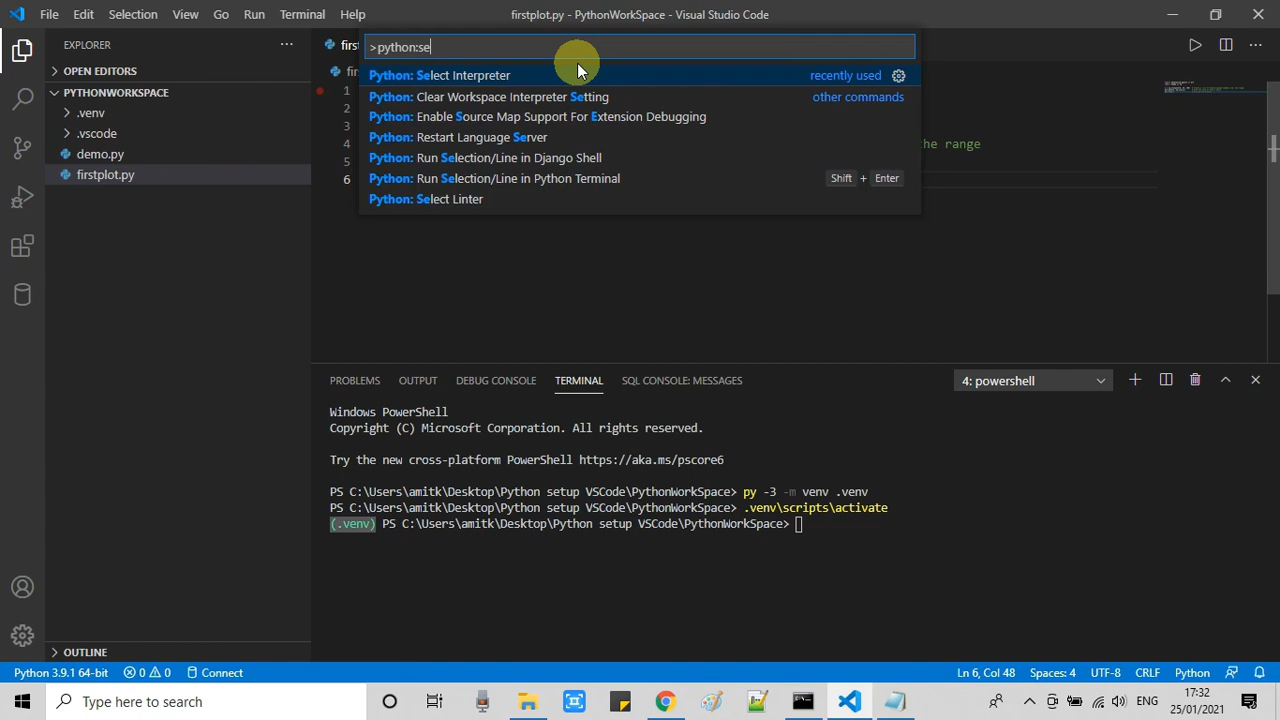 File Edit Selection View Go Run Terminal Help
firstplot.py - PythonWorkSpace - Visual Studio Code
EXPLORER
OPEN EDITORS
PYTHONWORKSPACE
.venv
.vscode
demo.py
firstplot.py
OUTLINE
>python:se
Python: Select Interpreter recently used
Python: Clear Workspace Interpreter Setting other commands
Python: Enable Source Map Support For Extension Debugging
Python: Restart Language Server
Python: Run Selection/Line in Django Shell
Python: Run Selection/Line in Python Terminal Shift + Enter
Python: Select Linter
1
2
3
4 the range
5
6
PROBLEMS OUTPUT DEBUG CONSOLE TERMINAL SQL CONSOLE: MESSAGES
4: powershell
Windows PowerShell
Copyright (C) Microsoft Corporation. All rights reserved.
Try the new cross-platform PowerShell https://aka.ms/pscore6
PS C:\Users\amitk\Desktop\Python setup VSCode\PythonWorkSpace> py -3 -m venv .venv
PS C:\Users\amitk\Desktop\Python setup VSCode\PythonWorkSpace> .venv\scripts\activate
(.venv) PS C:\Users\amitk\Desktop\Python setup VSCode\PythonWorkSpace>
Python 3.9.1 64-bit 0 0 Connect
Ln 6, Col 48 Spaces: 4 UTF-8 CRLF Python
Type here to search
ENG
17:32
25/01/2021